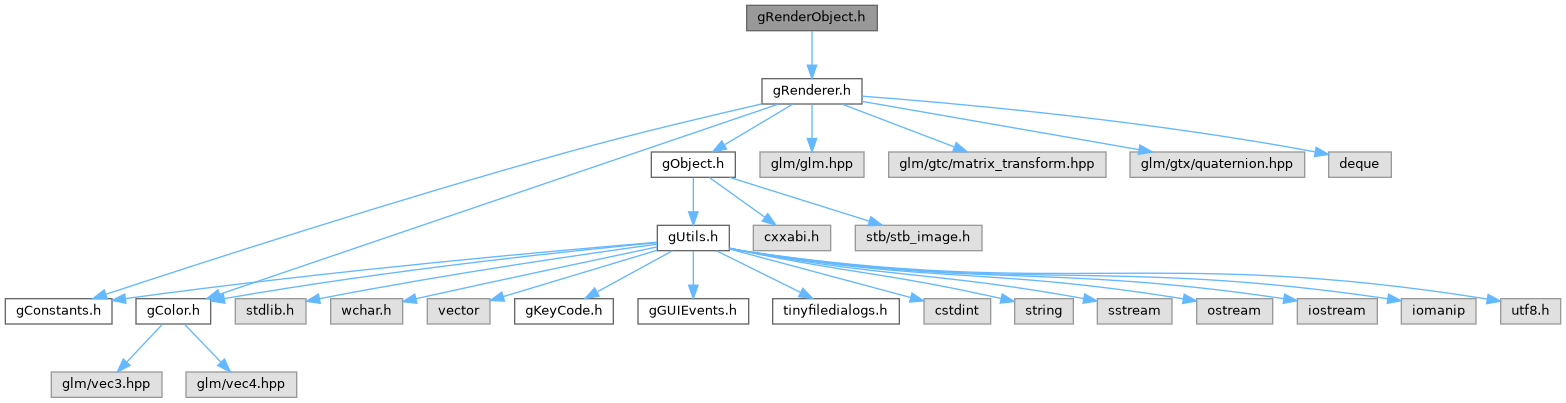 gRenderObject.h
gRenderer.h
gObject.h
glm/glm.hpp
glm/gtc/matrix_transform.hpp
glm/gtx/quaternion.hpp
deque
gUtils.h
cxxabi.h
stb/stb_image.h
gConstants.h
gColor.h
stdlib.h
wchar.h
vector
gKeyCode.h
gGUIEvents.h
tinyfiledialogs.h
cstdint
string
sstream
ostream
iostream
iomanip
utf8.h
glm/vec3.hpp
glm/vec4.hpp